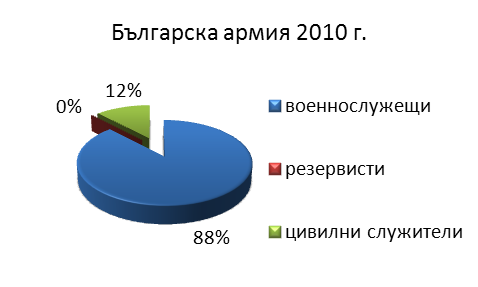 Българска армия 2010 г.
12%
0%
88%
военнослужещи
резервисти
цивилни служители